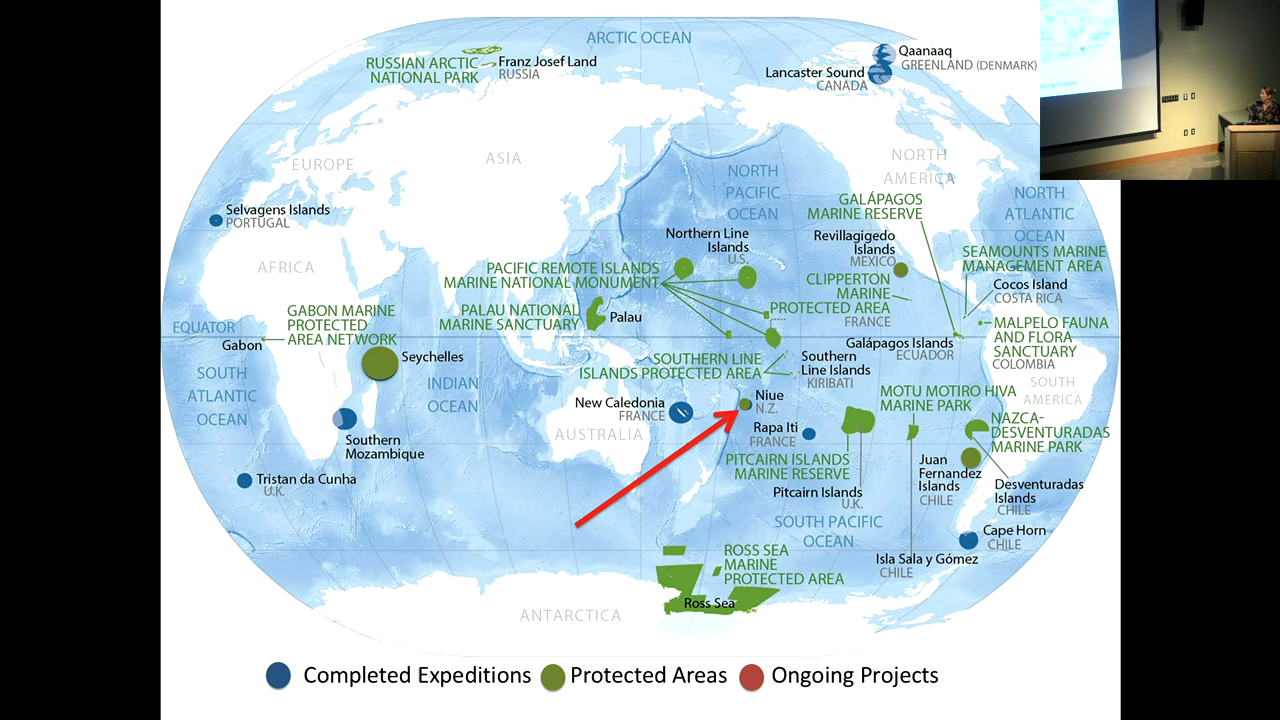 ARCTIC OCEAN
RUSSIAN ARCTIC
NATIONAL PARK
Franz Josef Land
RUSSIA
Qaanaaq
GREENLAND (DENMARK)
Lancaster Sound
CANADA
EUROPE
ASIA
NORTH
AMERICA
NORTH
PACIFIC
OCEAN
NORTH
ATLANTIC
OCEAN
Selvagens Islands
PORTUGAL
GALÁPAGOS
MARINE RESERVE
Northern Line
Islands
U.S.
Revillagigedo
Islands
MEXICO
SEAMOUNTS MARINE
MANAGEMENT AREA
AFRICA
PACIFIC REMOTE ISLANDS
MARINE NATIONAL MONUMENT
CLIPPERTON
MARINE
PROTECTED AREA
FRANCE
Cocos Island
COSTA RICA
GABON MARINE
PROTECTED
AREA NETWORK
PALAU NATIONAL
MARINE SANCTUARY
Palau
EQUATOR
Gabon
MALPELO FAUNA
AND FLORA
SANCTUARY
COLOMBIA
Galápagos Islands
ECUADOR
Seychelles
SOUTHERN LINE
ISLANDS PROTECTED AREA
Southern
Line Islands
KIRIBATI
SOUTH
ATLANTIC
OCEAN
INDIAN
OCEAN
SOUTH
AMERICA
New Caledonia
FRANCE
Niue
N.Z.
MOTU MOTIRO HIVA
MARINE PARK
AUSTRALIA
Rapa Iti
FRANCE
NAZCA-
DESVENTURADAS
MARINE PARK
Southern
Mozambique
PITCAIRN ISLANDS
MARINE RESERVE
Juan
Fernandez
Islands
CHILE
Tristan da Cunha
U.K.
Pitcairn Islands
U.K.
Desventuradas
Islands
CHILE
SOUTH PACIFIC
OCEAN
Cape Horn
CHILE
ROSS SEA
MARINE
PROTECTED AREA
Isla Sala y Gómez
CHILE
Ross Sea
ANTARCTICA
Completed Expeditions
Protected Areas
Ongoing Projects